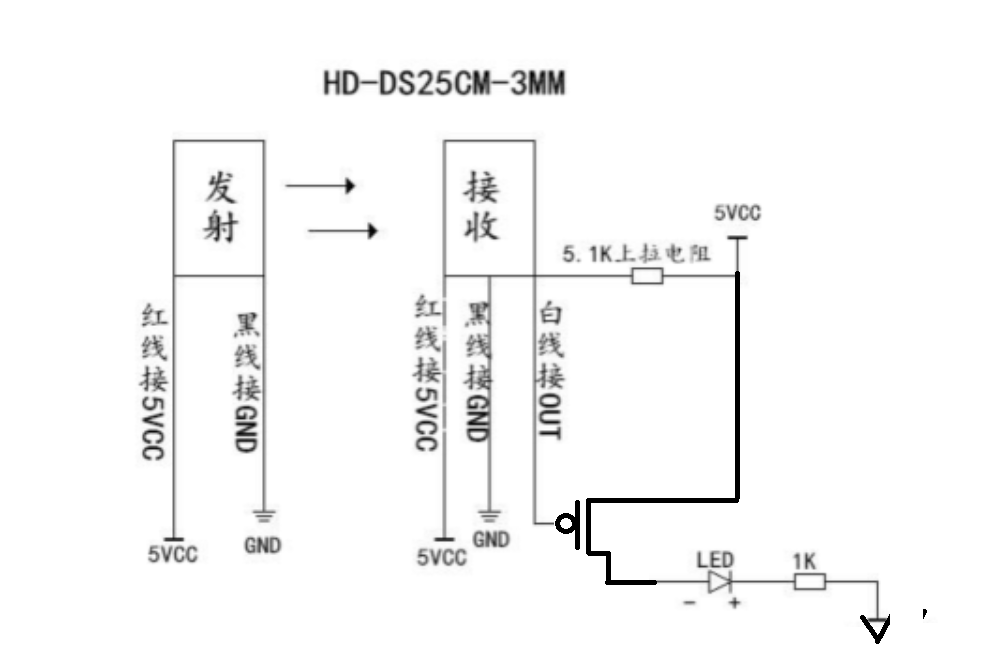 HD-DS25CM-3MM
发射
接收
5VCC
5.1K上拉电阻
红线接5VCC
黑线接GND
红线接5VCC
黑线接GND
白线接OUT
5VCC
GND
5VCC
GND
LED
1K
- +